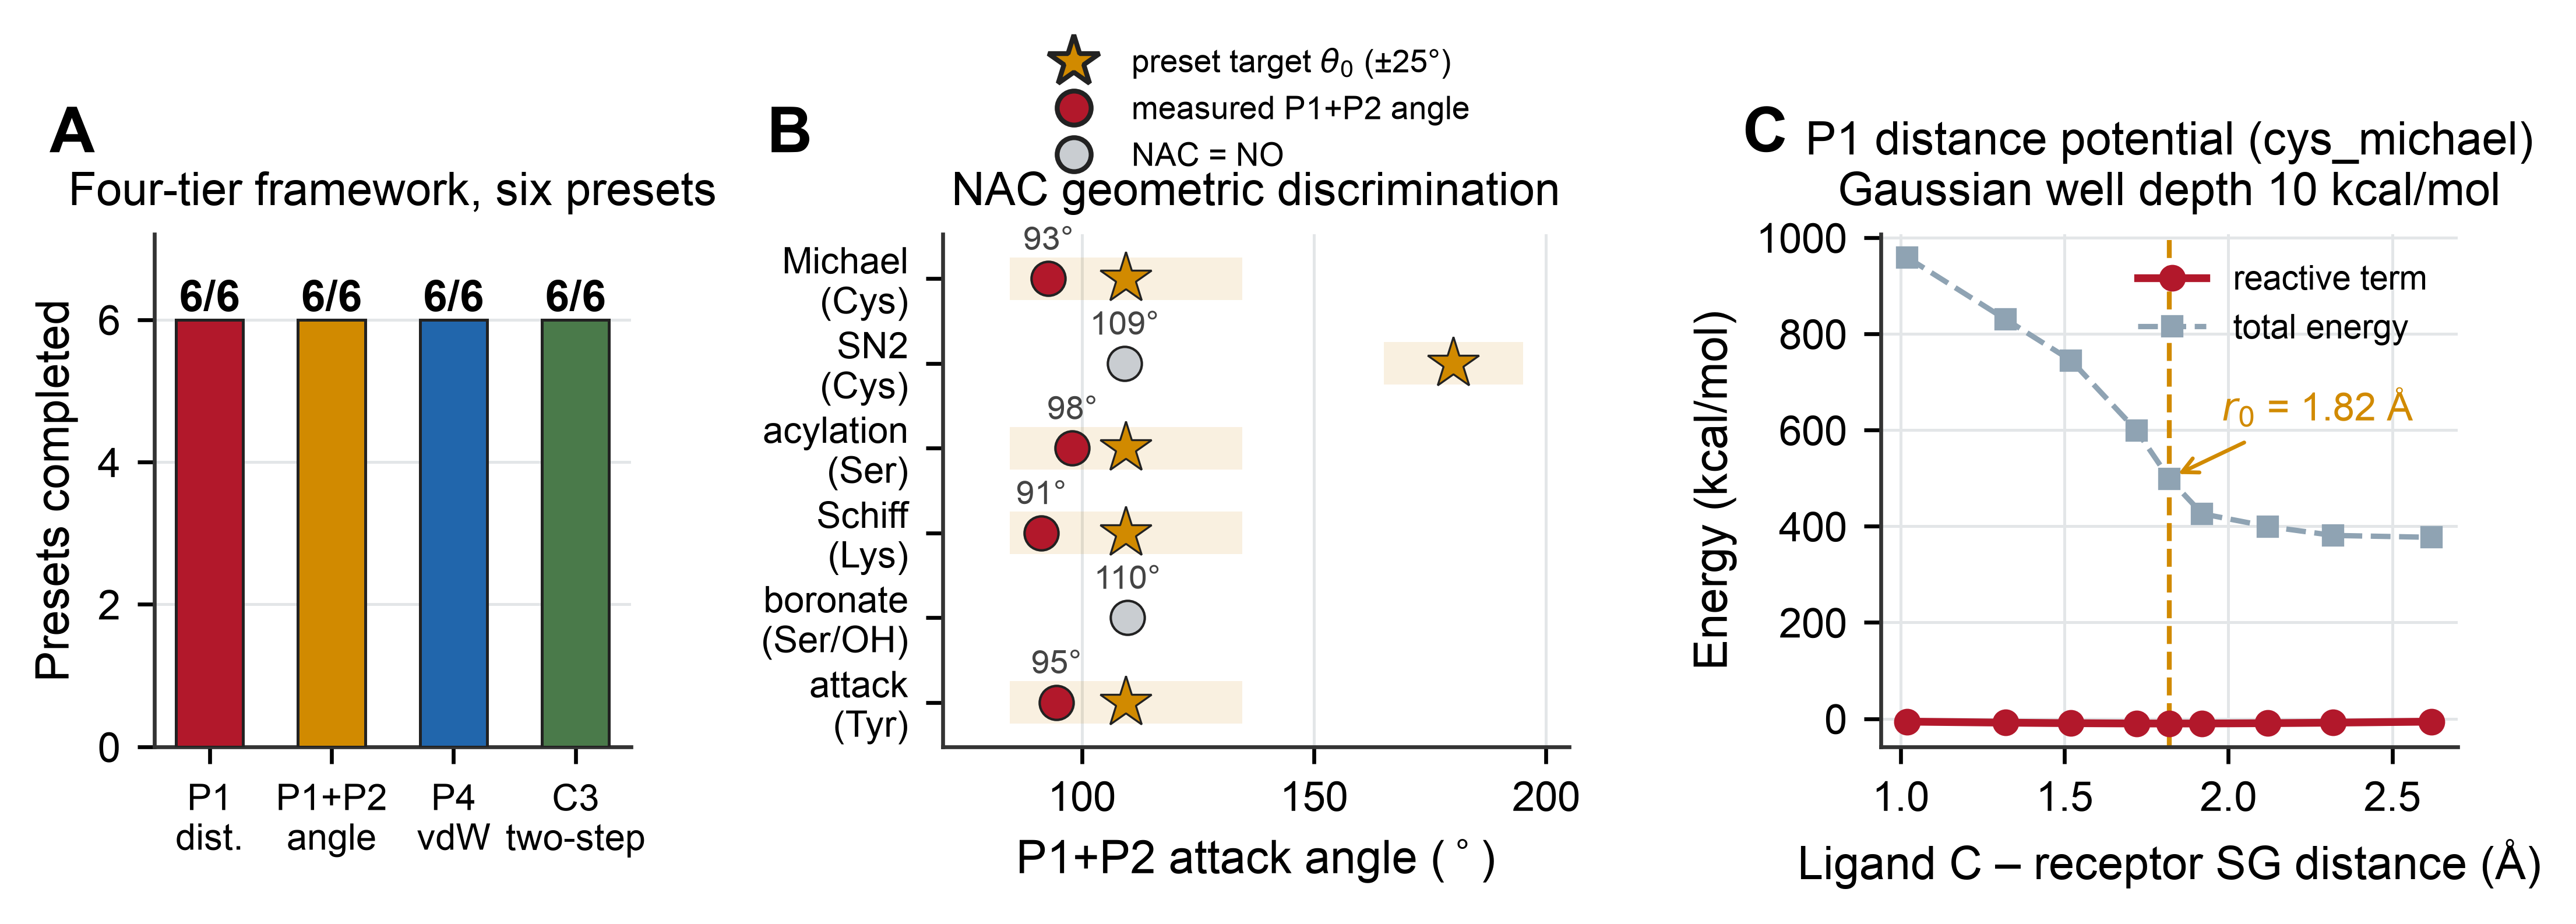 A
Four-tier framework, six presets
Presets completed
6
4
2
0
6/6
6/6
6/6
6/6
P1
dist.
P1+P2
angle
P4
vdW
C3
two-step
B
preset target θ0 (±25°)
measured P1+P2 angle
NAC = NO
NAC geometric discrimination
Michael
(Cys)
SN2
(Cys)
acylation
(Ser)
Schiff
(Lys)
boronate
(Ser/OH)
attack
(Tyr)
93°
109°
98°
91°
110°
95°
100
150
200
P1+P2 attack angle (°)
C
P1 distance potential (cys_michael)
Gaussian well depth 10 kcal/mol
Energy (kcal/mol)
1000
800
600
400
200
0
reactive term
total energy
r0 = 1.82 Å
1.0
1.5
2.0
2.5
Ligand C – receptor SG distance (Å)